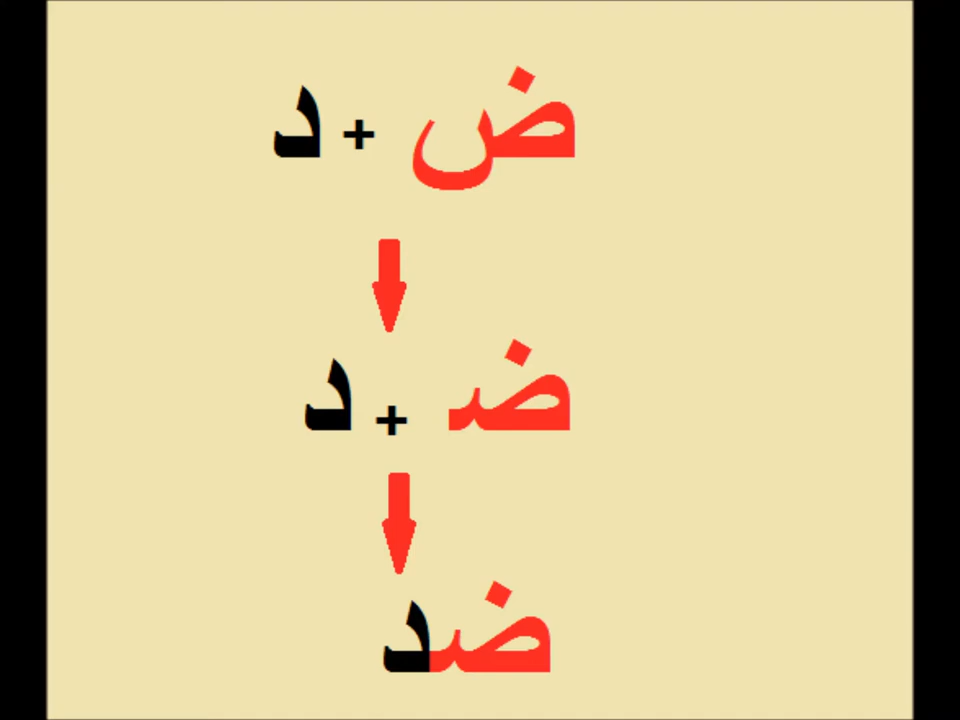 ض + د
ضـ + د
ضد